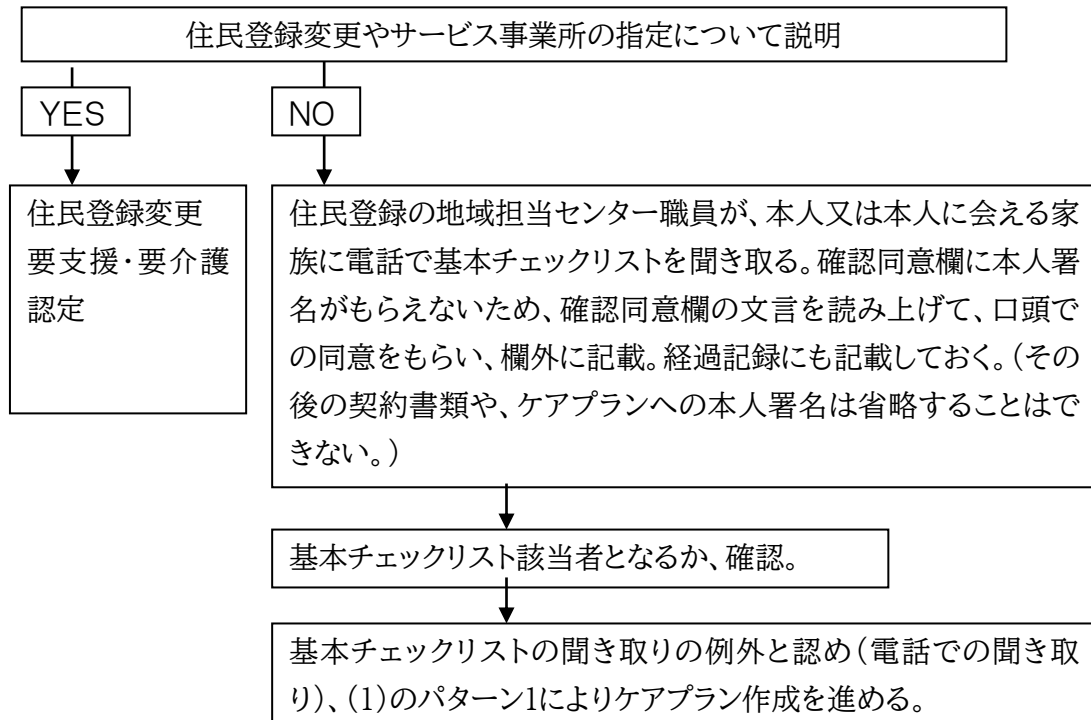 住民登録変更やサービス事業所の指定について説明
YES
NO
住民登録変更
要支援・要介護
認定
住民登録の地域担当センター職員が、本人又は本人に会える家
族に電話で基本チェックリストを聞き取る。確認同意欄に本人署
名がもらえないため、確認同意欄の文言を読み上げて、口頭で
の同意をもらい、欄外に記載。経過記録にも記載しておく。（その
後の契約書類や、ケアプランへの本人署名は省略することはで
きない。）
基本チェックリスト該当者となるか、確認。
基本チェックリストの聞き取りの例外と認め（電話での聞き取
り）、（1）のパターン1によりケアプラン作成を進める。